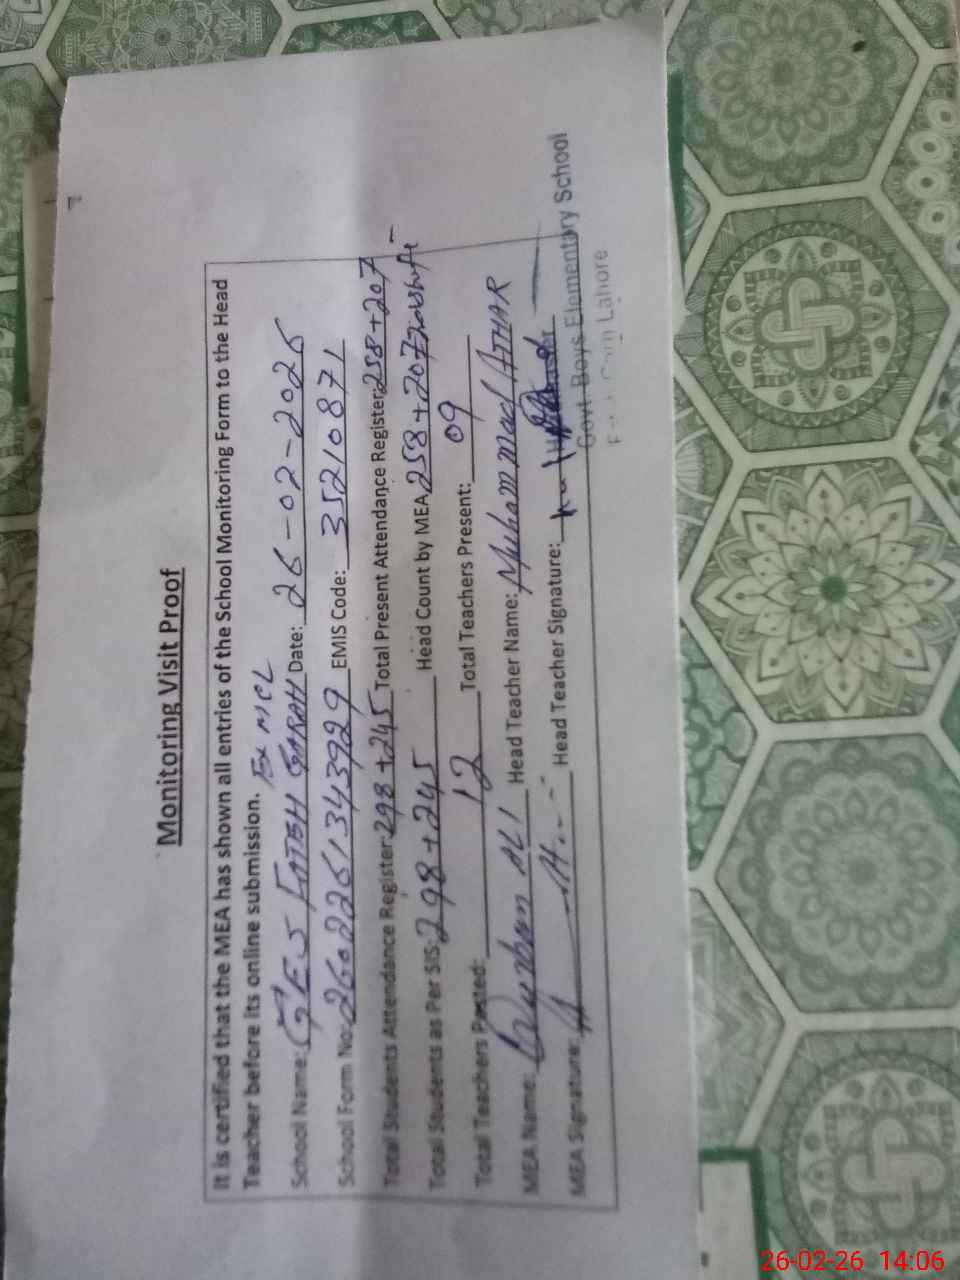 Monitoring Visit Proof
It is certified that the MEA has shown all entries of the School Monitoring Form to the Head
Teacher before its online submission. Ex MCL
School Name: GES FATEH GARAH Date: 26-02-2026
School Form No: 2602261343929 EMIS Code: 35210871
Total Students Attendance Register: 298+245 Total Present Attendance Register: 258+207
Total Students as Per SIS: 298+245 Head Count by MEA 258+207
Total Teachers Posted: 12 Total Teachers Present: 09
MEA Name: ALI Head Teacher Name: Muhammad ATHAR
MEA Signature: Head Teacher Signature:
Govt. Boys Elementary School
Lahore
26-02-26 14:06